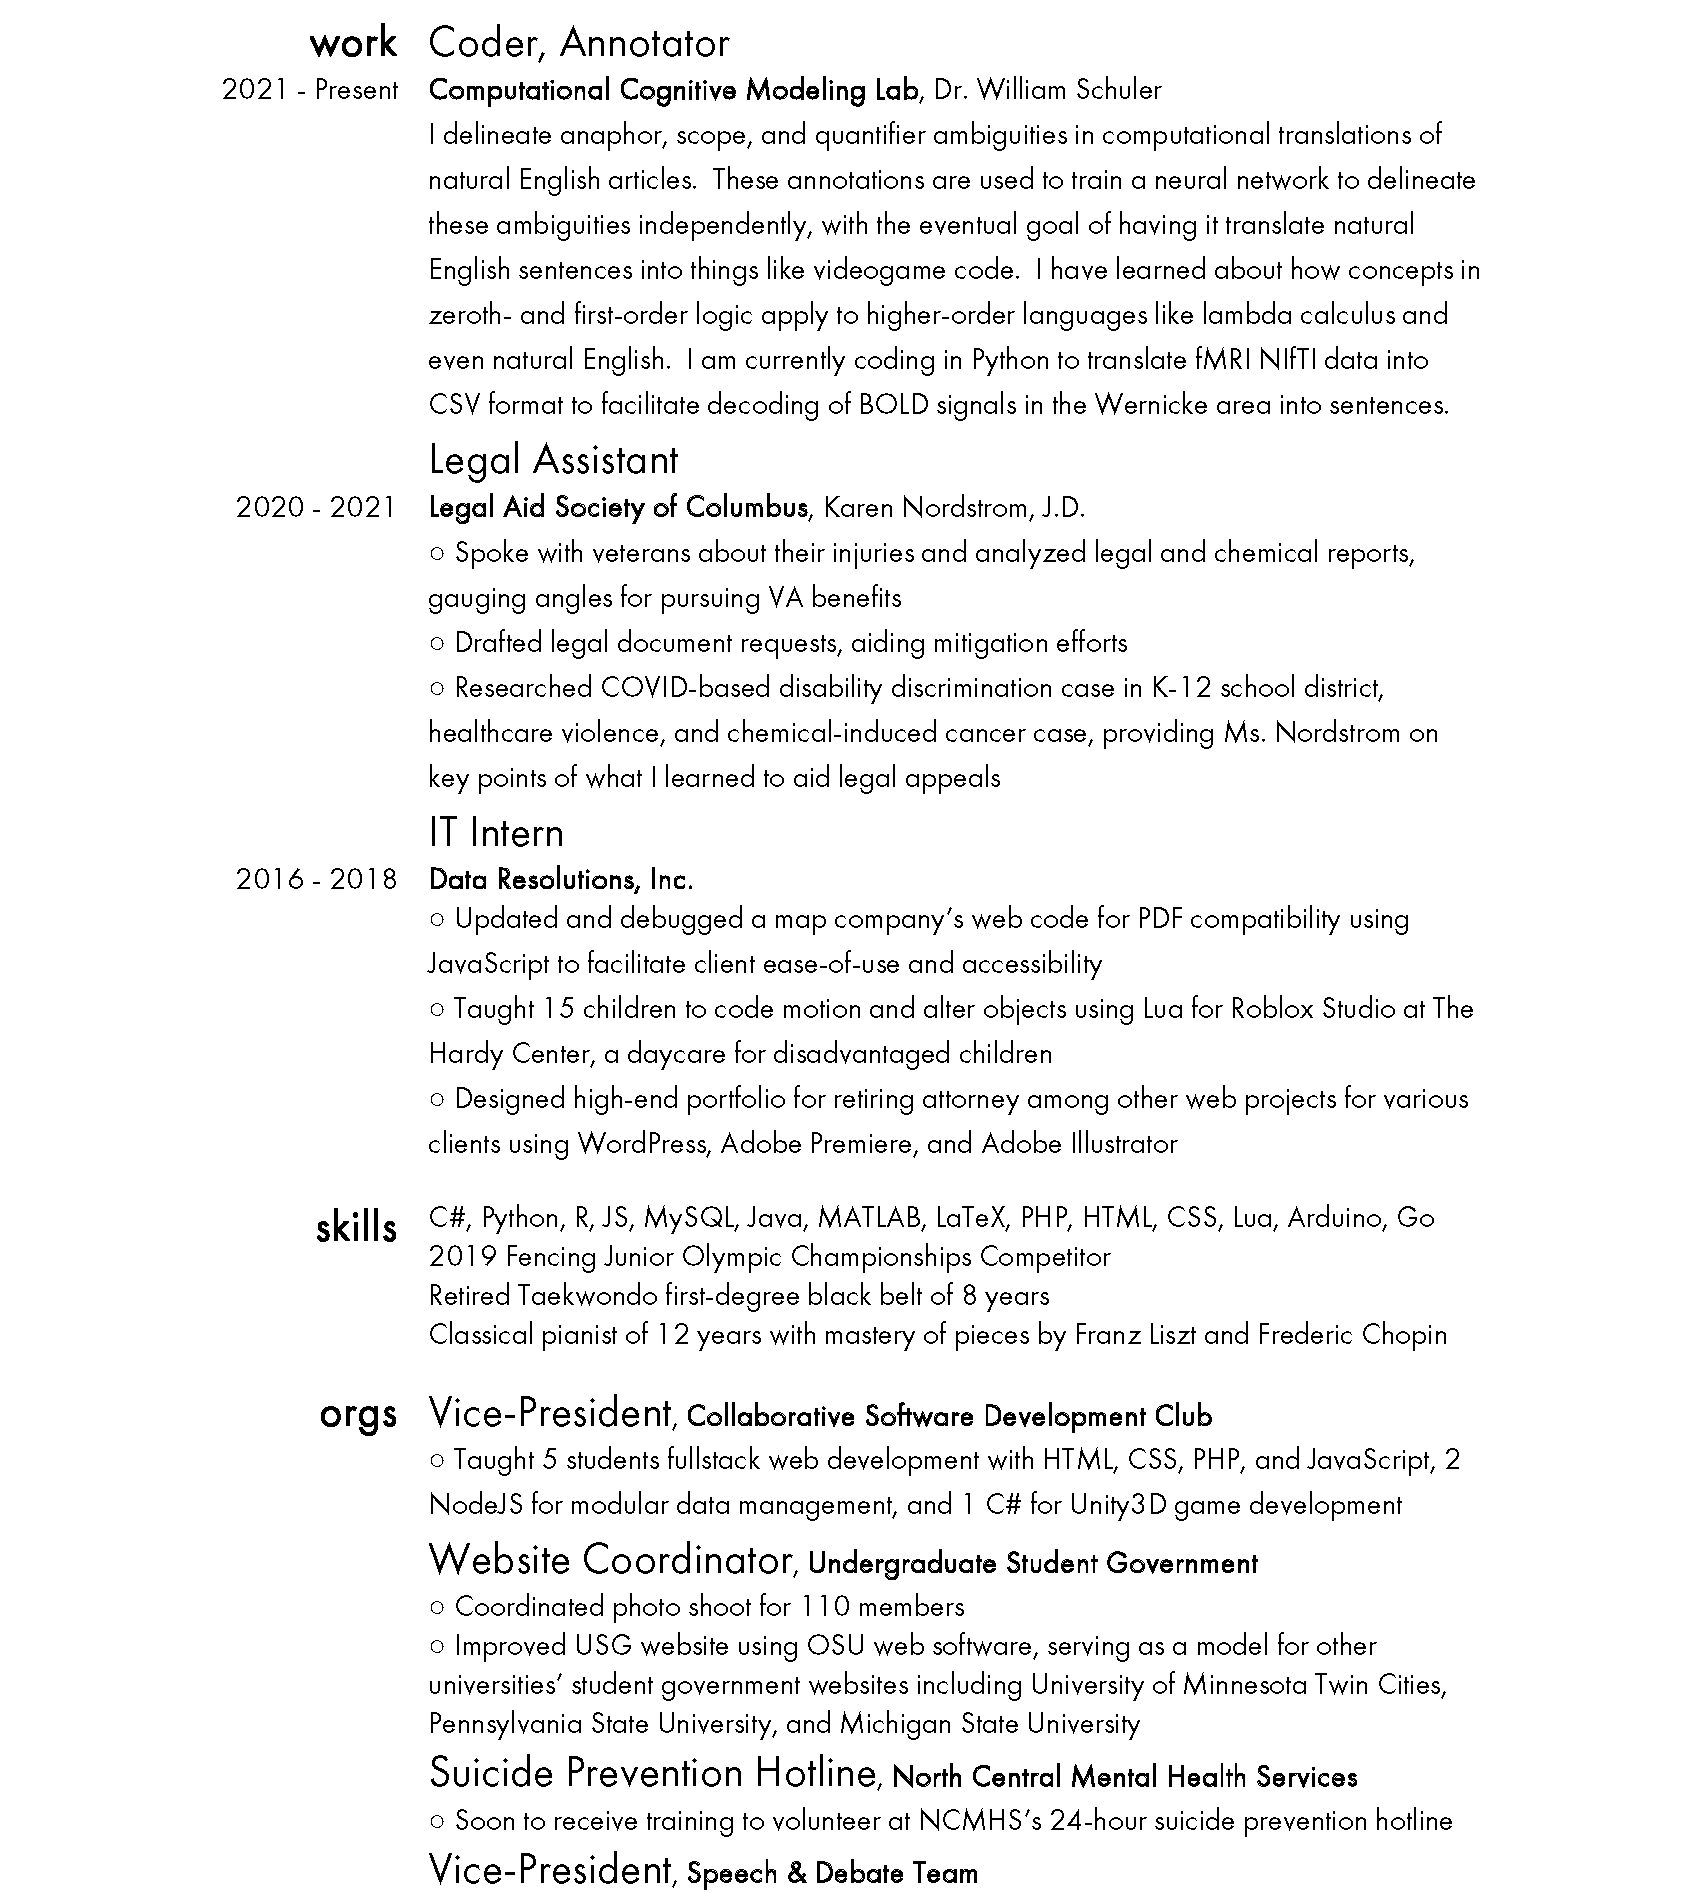 work Coder, Annotator
2021 - Present Computational Cognitive Modeling Lab, Dr. William Schuler
I delineate anaphor, scope, and quantifier ambiguities in computational translations of
natural English articles.  These annotations are used to train a neural network to delineate
these ambiguities independently, with the eventual goal of having it translate natural
English sentences into things like videogame code.  I have learned about how concepts in
zeroth- and first-order logic apply to higher-order languages like lambda calculus and
even natural English.  I am currently coding in Python to translate fMRI NIfTI data into
CSV format to facilitate decoding of BOLD signals in the Wernicke area into sentences.
Legal Assistant
2020 - 2021 Legal Aid Society of Columbus, Karen Nordstrom, J.D.
○ Spoke with veterans about their injuries and analyzed legal and chemical reports,
gauging angles for pursuing VA benefits
○ Drafted legal document requests, aiding mitigation efforts
○ Researched COVID-based disability discrimination case in K-12 school district,
healthcare violence, and chemical-induced cancer case, providing Ms. Nordstrom on
key points of what I learned to aid legal appeals
IT Intern
2016 - 2018 Data Resolutions, Inc.
○ Updated and debugged a map company’s web code for PDF compatibility using
JavaScript to facilitate client ease-of-use and accessibility
○ Taught 15 children to code motion and alter objects using Lua for Roblox Studio at The
Hardy Center, a daycare for disadvantaged children
○ Designed high-end portfolio for retiring attorney among other web projects for various
clients using WordPress, Adobe Premiere, and Adobe Illustrator
skills C#, Python, R, JS, MySQL, Java, MATLAB, LaTeX, PHP, HTML, CSS, Lua, Arduino, Go
2019 Fencing Junior Olympic Championships Competitor
Retired Taekwondo first-degree black belt of 8 years
Classical pianist of 12 years with mastery of pieces by Franz Liszt and Frederic Chopin
orgs Vice-President, Collaborative Software Development Club
○ Taught 5 students fullstack web development with HTML, CSS, PHP, and JavaScript, 2
NodeJS for modular data management, and 1 C# for Unity3D game development
Website Coordinator, Undergraduate Student Government
○ Coordinated photo shoot for 110 members
○ Improved USG website using OSU web software, serving as a model for other
universities’ student government websites including University of Minnesota Twin Cities,
Pennsylvania State University, and Michigan State University
Suicide Prevention Hotline, North Central Mental Health Services
○ Soon to receive training to volunteer at NCMHS’s 24-hour suicide prevention hotline
Vice-President, Speech & Debate Team